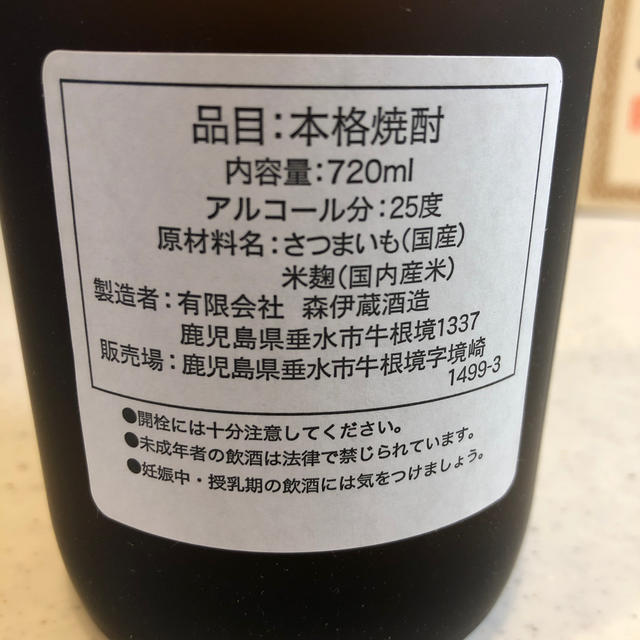 品目：本格焼酎
内容量：720ml
アルコール分：25度
原材料名：さつまいも（国産）
米麹（国内産米）
製造者：有限会社 森伊蔵酒造
鹿児島県垂水市牛根境1337
販売場：鹿児島県垂水市牛根境字境崎
1499-3
●開栓には十分注意してください。
●未成年者の飲酒は法律で禁じられています。
●妊娠中・授乳期の飲酒には気をつけましょう。